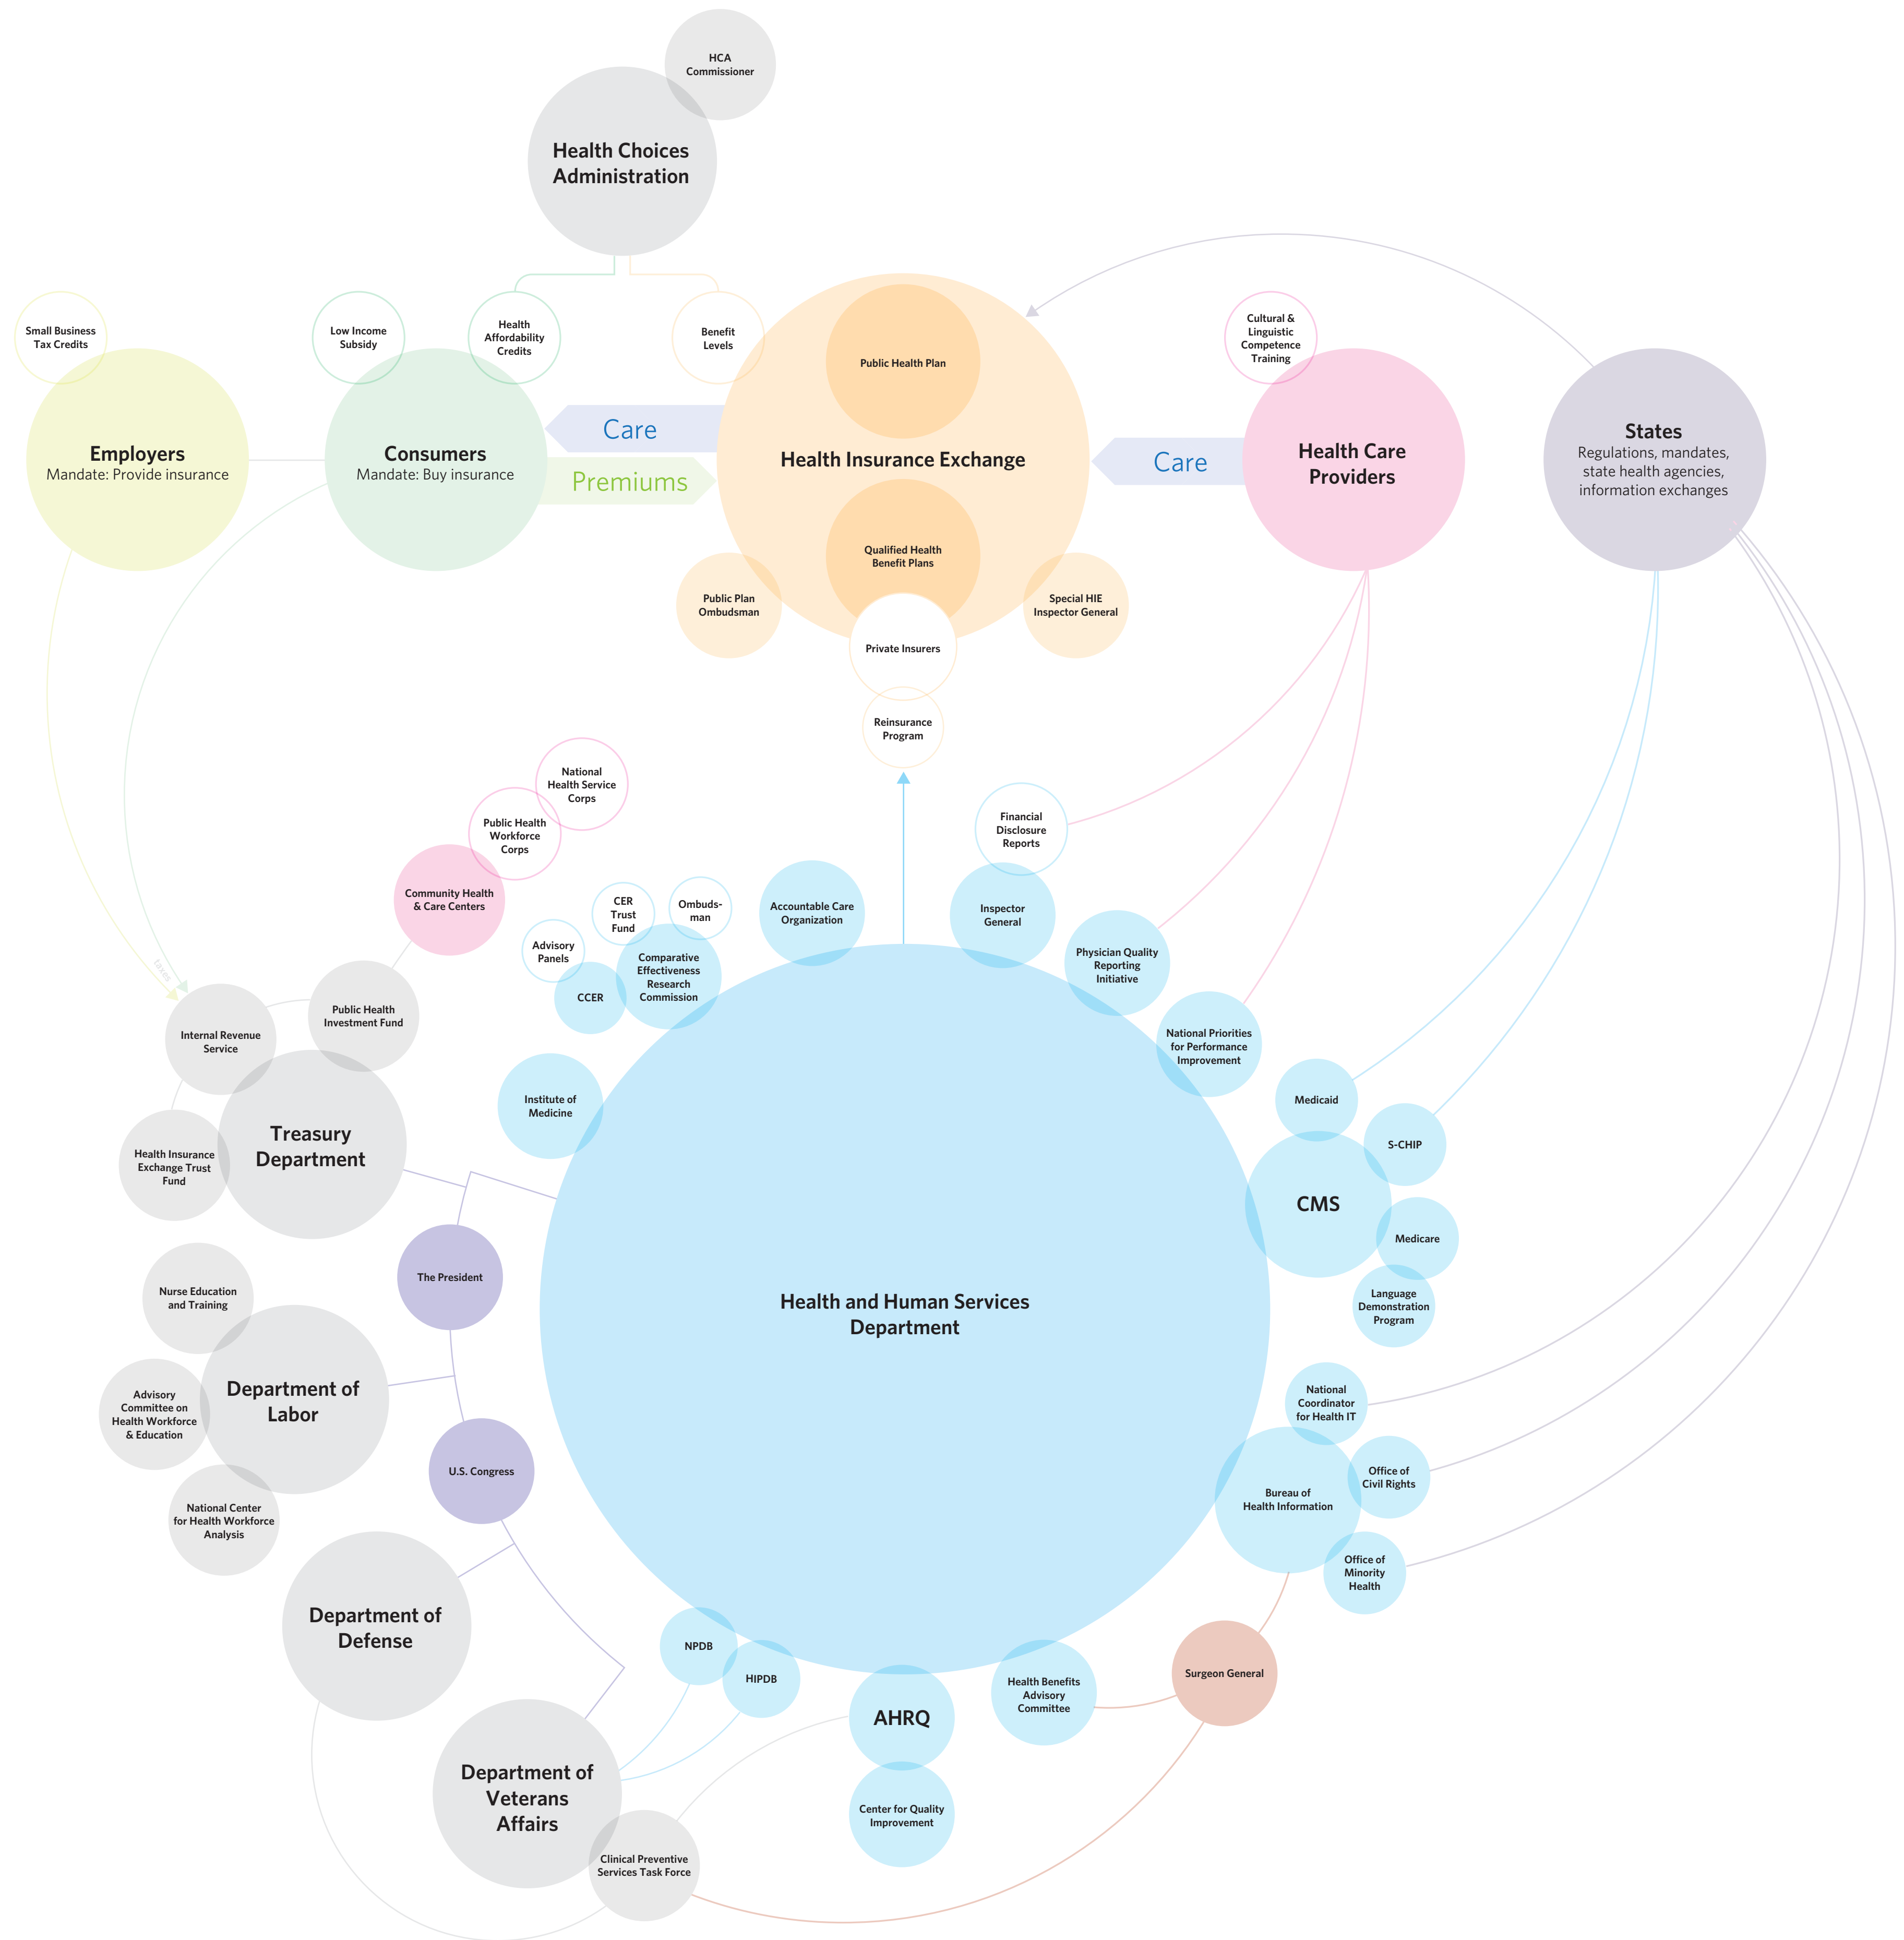 HCA
Commissioner
Health Choices
Administration
Small Business
Tax Credits
Low Income
Subsidy
Health
Affordability
Credits
Benefit
Levels
Public Health Plan
Cultural &
Linguistic
Competence
Training
Employers
Mandate: Provide insurance
Consumers
Mandate: Buy insurance
Care
Premiums
Health Insurance Exchange
Care
Health Care
Providers
States
Regulations, mandates,
state health agencies,
information exchanges
Qualified Health
Benefit Plans
Public Plan
Ombudsman
Special HIE
Inspector General
Private Insurers
Reinsurance
Program
National
Health Service
Corps
Public Health
Workforce
Corps
Community Health
& Care Centers
Financial
Disclosure
Reports
CER
Trust
Fund
Ombuds-
man
Accountable Care
Organization
Inspector
General
Advisory
Panels
CCER
Comparative
Effectiveness
Research
Commission
Physician Quality
Reporting
Initiative
taxes
Public Health
Investment Fund
Internal Revenue
Service
National Priorities
for Performance
Improvement
Institute of
Medicine
Medicaid
S-CHIP
Treasury
Department
Health Insurance
Exchange Trust
Fund
CMS
Medicare
Language
Demonstration
Program
The President
Nurse Education
and Training
Health and Human Services
Department
Department of
Labor
Advisory
Committee on
Health Workforce
& Education
National
Coordinator
for Health IT
U.S. Congress
Office of
Civil Rights
Bureau of
Health Information
National Center
for Health Workforce
Analysis
Office of
Minority
Health
Department of
Defense
NPDB
HIPDB
Health Benefits
Advisory
Committee
Surgeon General
AHRQ
Department of
Veterans
Affairs
Center for Quality
Improvement
Clinical Preventive
Services Task Force